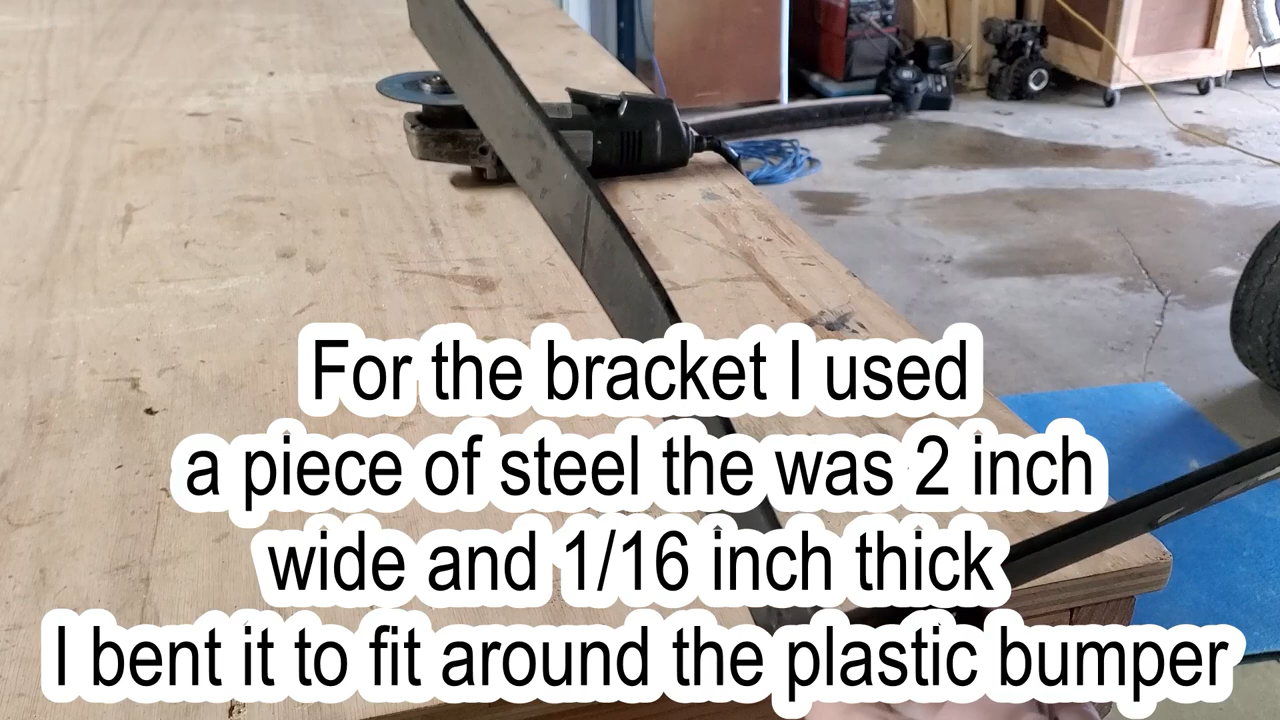 For the bracket I used
a piece of steel the was 2 inch
wide and 1/16 inch thick
I bent it to fit around the plastic bumper